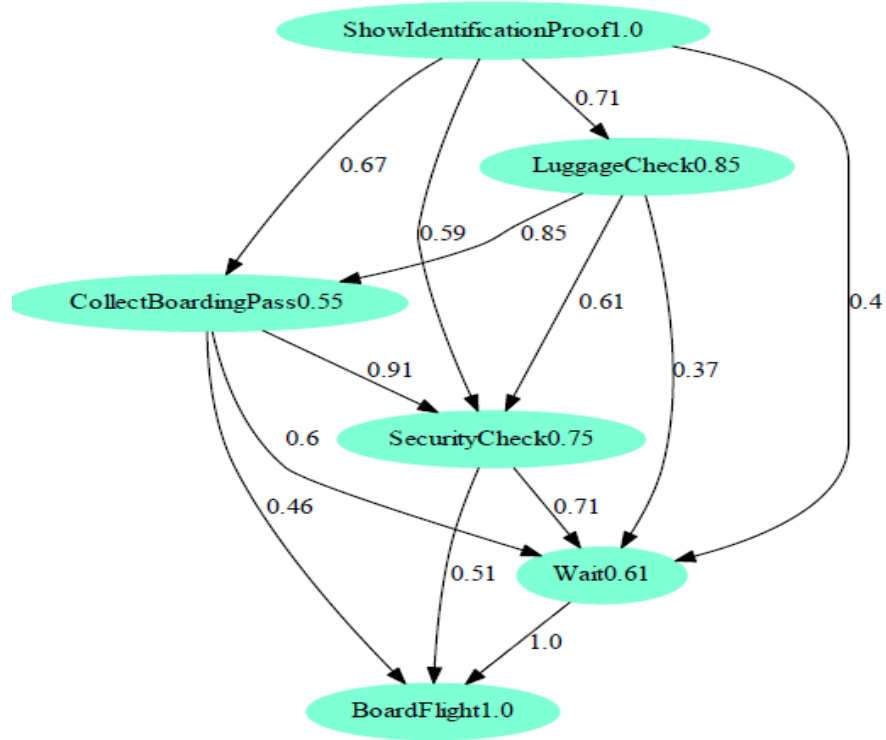 ShowIdentificationProof1.0
0.71
LuggageCheck0.85
0.67
0.59
0.85
CollectBoardingPass0.55
0.61
0.4
0.91
0.37
SecurityCheck0.75
0.6
0.46
0.71
0.51
Wait0.61
1.0
BoardFlight1.0